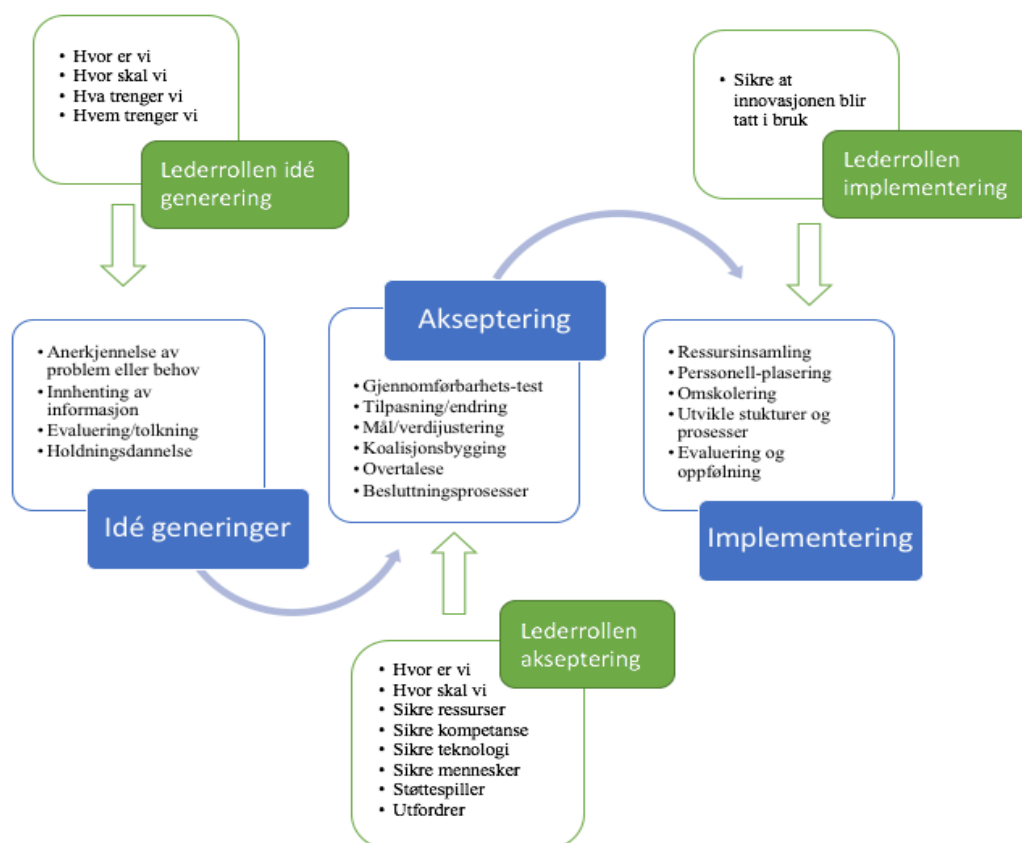 • Hvor er vi
• Hvor skal vi
• Hva trenger vi
• Hvem trenger vi
Lederrollen idé
generering
• Sikre at
innovasjonen blir
tatt i bruk
Lederrollen
implementering
• Anerkjennelse av
problem eller behov
• Innhenting av
informasjon
• Evaluering/tolkning
• Holdningsdannelse
Idé generinger
Akseptering
• Gjennomførbarhets-test
• Tilpasning/endring
• Mål/verdijustering
• Koalisjonsbygging
• Overtalese
• Besluttningsprosesser
• Ressursinsamling
• Perssonell-plasering
• Omskolering
• Utvikle stukturer og
prosesser
• Evaluering og
oppfølning
Implementering
Lederrollen
akseptering
• Hvor er vi
• Hvor skal vi
• Sikre ressurser
• Sikre kompetanse
• Sikre teknologi
• Sikre mennesker
• Støttespiller
• Utfordrer